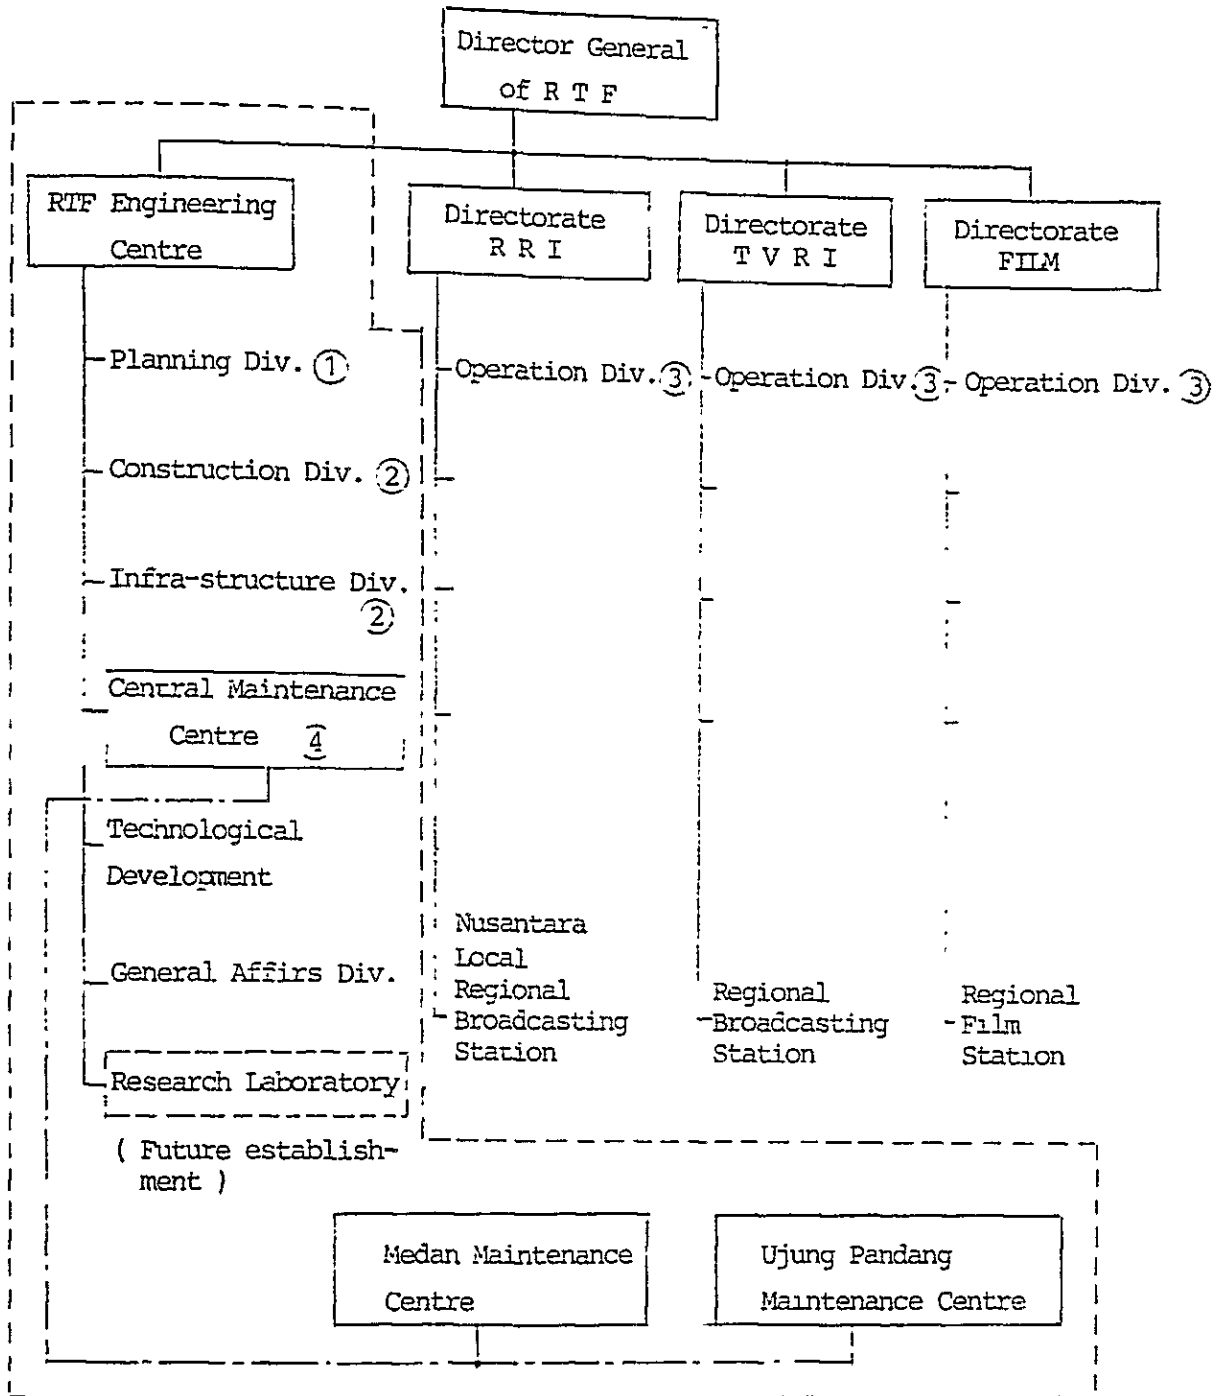 Director General
of R T F
RTF Engineering
Centre
Directorate
R R I
Directorate
T V R I
Directorate
FILM
Planning Div. ①
Construction Div. ②
Infra-structure Div.
②
Central Maintenance
Centre ④
Technological
Development
General Affirs Div.
Research Laboratory
( Future establish-
ment )
Operation Div. ③
Nusantara
Local
Regional
Broadcasting
Station
Operation Div. ③
Regional
Broadcasting
Station
Operation Div. ③
Regional
Film
Station
Medan Maintenance
Centre
Ujung Pandang
Maintenance Centre